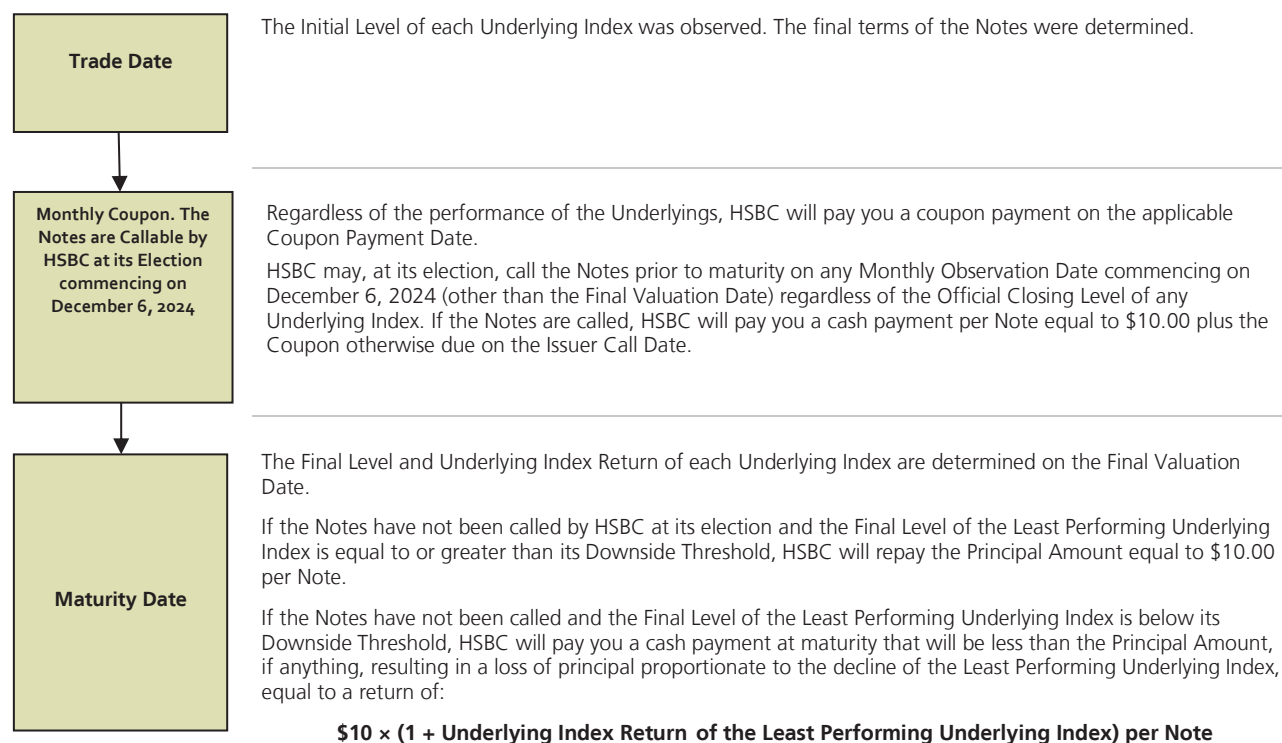 Trade Date
The Initial Level of each Underlying Index was observed. The final terms of the Notes were determined.
Monthly Coupon. The
Notes are Callable by
HSBC at its Election
commencing on
December 6, 2024
Regardless of the performance of the Underlyings, HSBC will pay you a coupon payment on the applicable
Coupon Payment Date.
HSBC may, at its election, call the Notes prior to maturity on any Monthly Observation Date commencing on
December 6, 2024 (other than the Final Valuation Date) regardless of the Official Closing Level of any
Underlying Index. If the Notes are called, HSBC will pay you a cash payment per Note equal to $10.00 plus the
Coupon otherwise due on the Issuer Call Date.
Maturity Date
The Final Level and Underlying Index Return of each Underlying Index are determined on the Final Valuation
Date.
If the Notes have not been called by HSBC at its election and the Final Level of the Least Performing Underlying
Index is equal to or greater than its Downside Threshold, HSBC will repay the Principal Amount equal to $10.00
per Note.
If the Notes have not been called and the Final Level of the Least Performing Underlying Index is below its
Downside Threshold, HSBC will pay you a cash payment at maturity that will be less than the Principal Amount,
if anything, resulting in a loss of principal proportionate to the decline of the Least Performing Underlying Index,
equal to a return of:
$10 × (1 + Underlying Index Return of the Least Performing Underlying Index) per Note